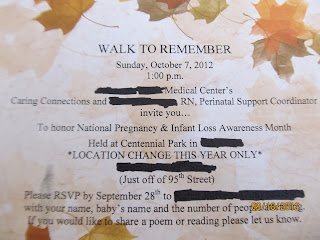 WALK TO REMEMBER
Sunday, October 7, 2012
1:00 p.m.
Medical Center's
Caring Connections and RN, Perinatal Support Coordinator
invite you…
To honor National Pregnancy & Infant Loss Awareness Month
Held at Centennial Park in
*LOCATION CHANGE THIS YEAR ONLY*
(Just off 95th Street)
Please RSVP by September 28th to
with your name, baby's name and the number of people
If you would like to share a poem or reading please let us know.